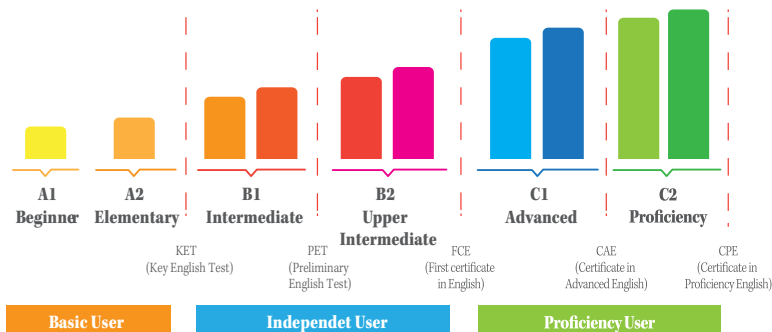 A1
Beginner
A2
Elementary
B1
Intermediate
B2
Upper
Intermediate
C1
Advanced
C2
Proficiency
KET
(Key English Test)
PET
(Preliminary
English Test)
FCE
(First certificate
in English)
CAE
(Certificate in
Advanced English)
CPE
(Certificate in
Proficiency English)
Basic User
Independet User
Proficiency User